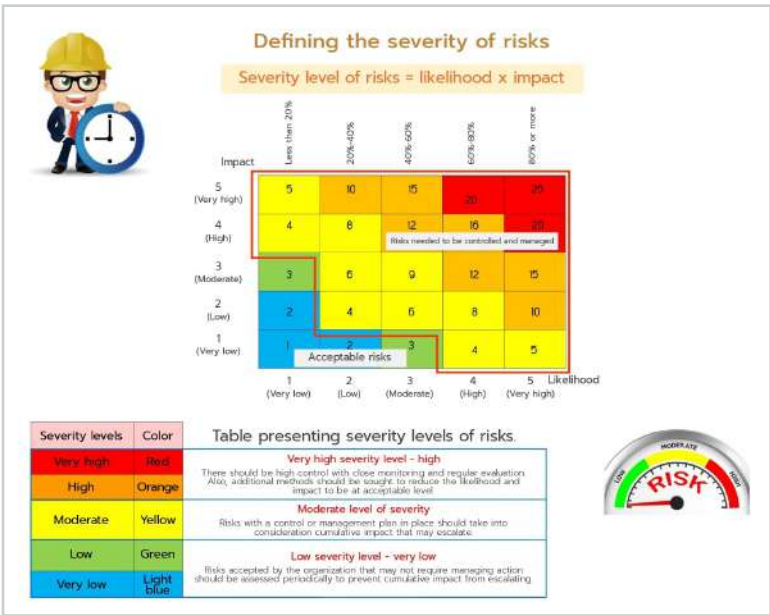 Defining the severity of risks
Severity level of risks = likelihood x impact
Impact
Less than 20%
20%-40%
40%-60%
60%-80%
80% or more
5
(Very high)
5 10 15 20 25
4
(High)
4 8 12 16 20
Risks needed to be controlled and managed
3
(Moderate)
3 6 9 12 15
2
(Low)
2 4 6 8 10
1
(Very low)
1 2 3 4 5
Acceptable risks
1 2 3 4 5 Likelihood
(Very low) (Low) (Moderate) (High) (Very high)
Severity levels Color Table presenting severity levels of risks.
Very high Red
High Orange
Very high severity level - high
There should be high control with close monitoring and regular evaluation.
Also, additional methods should be sought to reduce the likelihood and
impact to be at acceptable level
Moderate Yellow
Moderate level of severity
Risks with a control or management plan in place should take into
consideration cumulative impact that may escalate.
Low Green
Very low Light
blue
Low severity level - very low
Risks accepted by the organization that may not require managing action
should be assessed periodically to prevent cumulative impact from escalating
LOW
MODERATE
HIGH
RISK